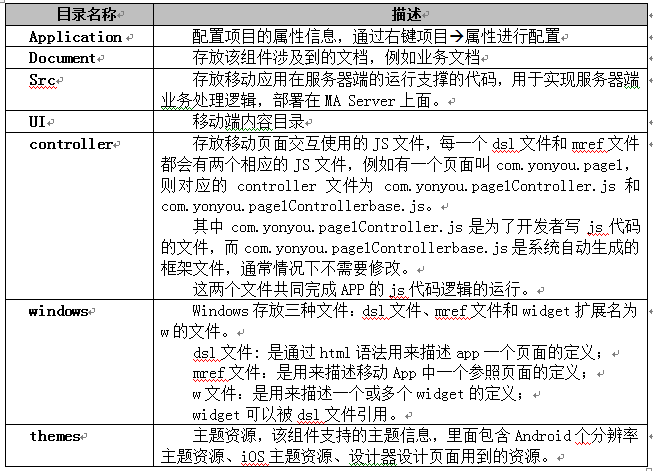 目录名称 描述
Application 配置项目的属性信息，通过右键项目→属性进行配置
Document 存放该组件涉及到的文档，例如业务文档
Src 存放移动应用在服务器端的运行支撑的代码，用于实现服务器端
业务处理逻辑，部署在 MA Server 上面。
UI 移动端内容目录
controller 存放移动页面交互使用的 JS 文件，每一个 dsl 文件和 mref 文件
都会有两个相应的 JS 文件，例如有一个页面叫 com.yonyou.page1，
则对应的 controller 文件为 com.yonyou.page1Controller.js 和
com.yonyou.page1Controllerbase.js。
其中 com.yonyou.page1Controller.js 是为了开发者写 js 代码
的文件，而 com.yonyou.page1Controllerbase.js 是系统自动生成的
框架文件，通常情况下不需要修改。
这两个文件共同完成 APP 的 js 代码逻辑的运行。
windows Windows 存放三种文件：dsl 文件、mref 文件和 widget 扩展名为
w 的文件。
dsl 文件：是通过 html 语法用来描述 app 一个页面的定义；
mref 文件：是用来描述移动 App 中一个参照页面的定义；
w 文件：是用来描述一个或多个 widget 的定义；
widget 可以被 dsl 文件引用。
themes 主题资源，该组件支持的主题信息，里面包含 Android 个分辨率
主题资源、iOS 主题资源、设计器设计页面用到的资源。